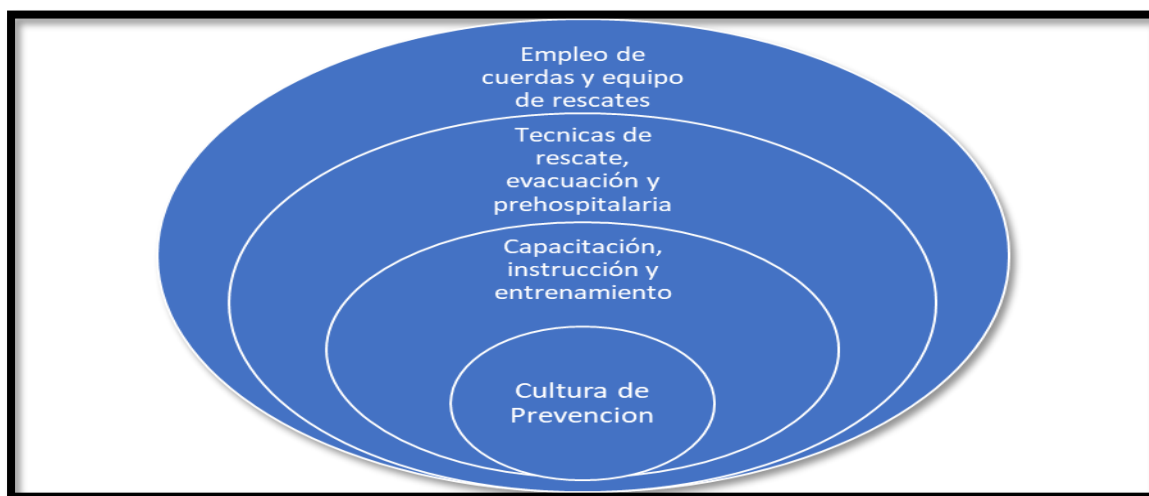 Empleo de
cuerdas y equipo
de rescates
Tecnicas de
rescate,
evacuación y
prehospitalaria
Capacitación,
instrucción y
entrenamiento
Cultura de
Prevencion